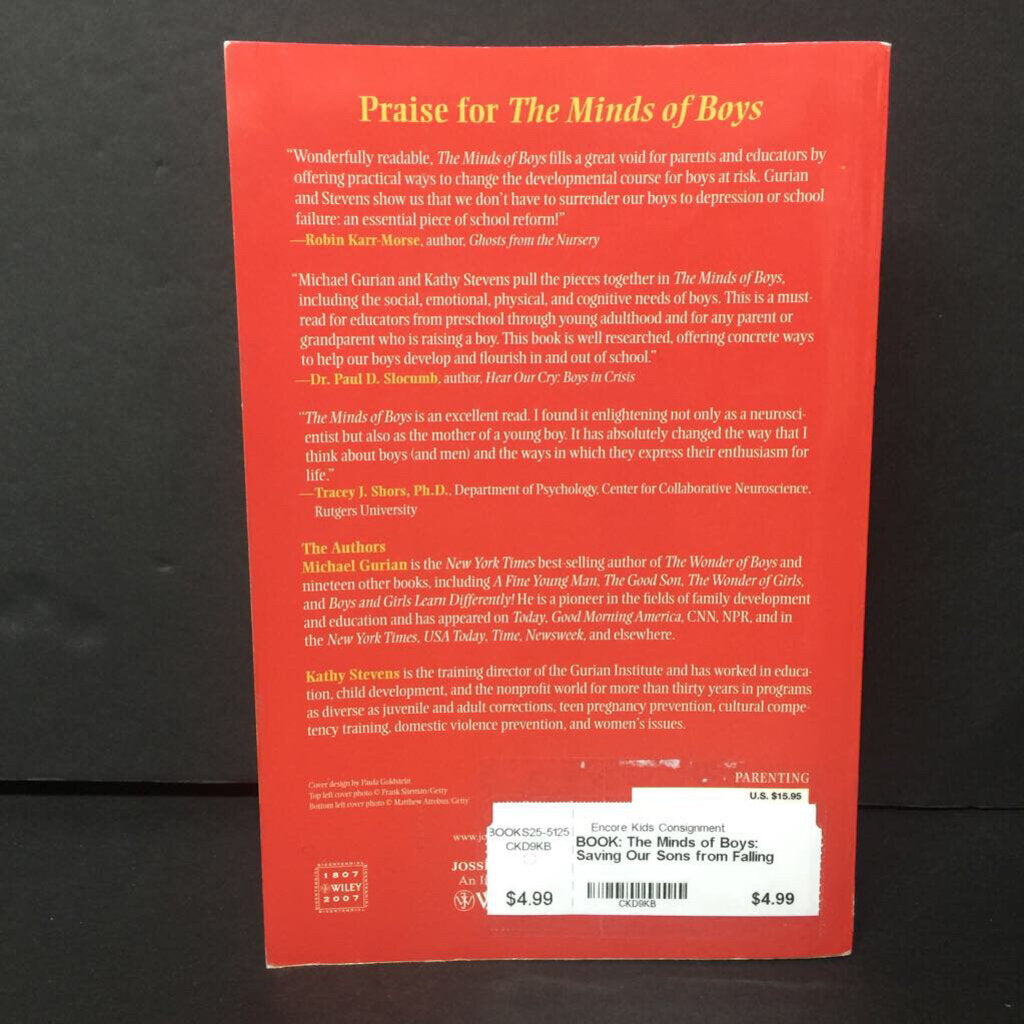 Praise for The Minds of Boys
“Wonderfully readable, The Minds of Boys fills a great void for parents and educators by
offering practical ways to change the developmental course for boys at risk. Gurian
and Stevens show us that we don’t have to surrender our boys to depression or school
failure: an essential piece of school reform!”
—Robin Karr-Morse, author, Ghosts from the Nursery
“Michael Gurian and Kathy Stevens pull the pieces together in The Minds of Boys,
including the social, emotional, physical, and cognitive needs of boys. This is a must-
read for educators from preschool through young adulthood and for any parent or
grandparent who is raising a boy. This book is well researched, offering concrete ways
to help our boys develop and flourish in and out of school.”
—Dr. Paul D. Slocumb, author, Hear Our Cry: Boys in Crisis
“The Minds of Boys is an excellent read. I found it enlightening not only as a neurosci-
entist but also as the mother of a young boy. It has absolutely changed the way that I
think about boys (and men) and the ways in which they express their enthusiasm for
life.”
—Tracey J. Shors, Ph.D., Department of Psychology, Center for Collaborative Neuroscience,
Rutgers University
The Authors
Michael Gurian is the New York Times best-selling author of The Wonder of Boys and
nineteen other books, including A Fine Young Man, The Good Son, The Wonder of Girls,
and Boys and Girls Learn Differently! He is a pioneer in the fields of family development
and education and has appeared on Today, Good Morning America, CNN, NPR, and in
the New York Times, USA Today, Time, Newsweek, and elsewhere.
Kathy Stevens is the training director of the Gurian Institute and has worked in educa-
tion, child development, and the nonprofit world for more than thirty years in programs
as diverse as juvenile and adult corrections, teen pregnancy prevention, cultural compe-
tency training, domestic violence prevention, and women’s issues.
PARENTING
U.S. $15.95
Cover design by Paula Goldstein
Top left cover photo ©
Bottom left cover photo © Matthew
www.jo
JOSS
An I
W
1807
WILEY
2007
BICENTENNIAL
BICENTENNIAL
BOOKS25-5125
CKD9KB
$4.99
Encore Kids Consignment
BOOK: The Minds of Boys:
Saving Our Sons from Falling
CKD9KB
$4.99